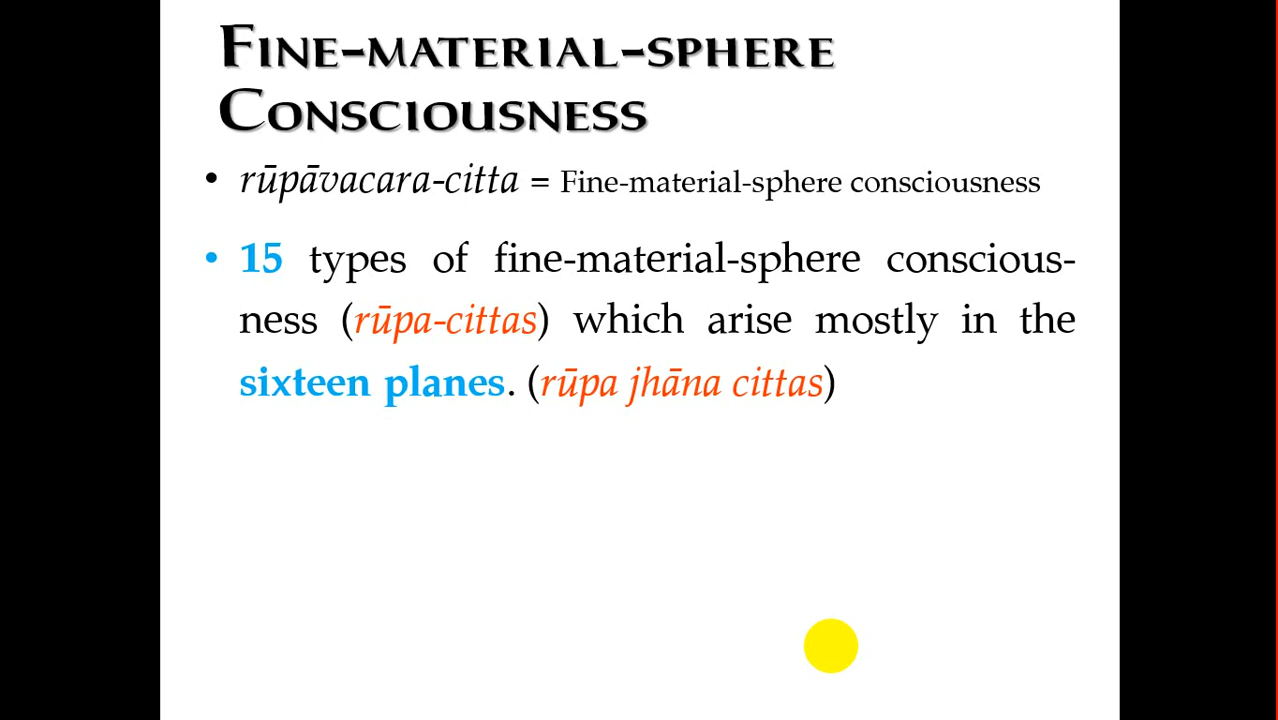 Fine-material-sphere
Consciousness
• rūpāvacara-citta = Fine-material-sphere consciousness
• 15 types of fine-material-sphere conscious-
ness (rūpa-cittas) which arise mostly in the
sixteen planes. (rūpa jhāna cittas)